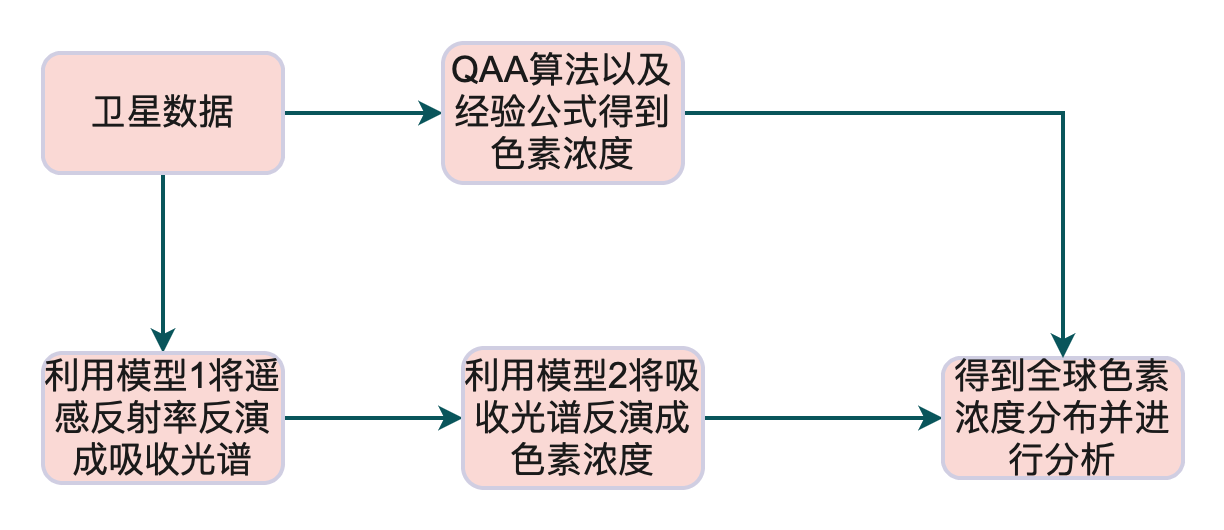 卫星数据
QAA算法以及
经验公式得到
色素浓度
利用模型1将遥
感反射率反演
成吸收光谱
利用模型2将吸
收光谱反演成
色素浓度
得到全球色素
浓度分布并进
行分析